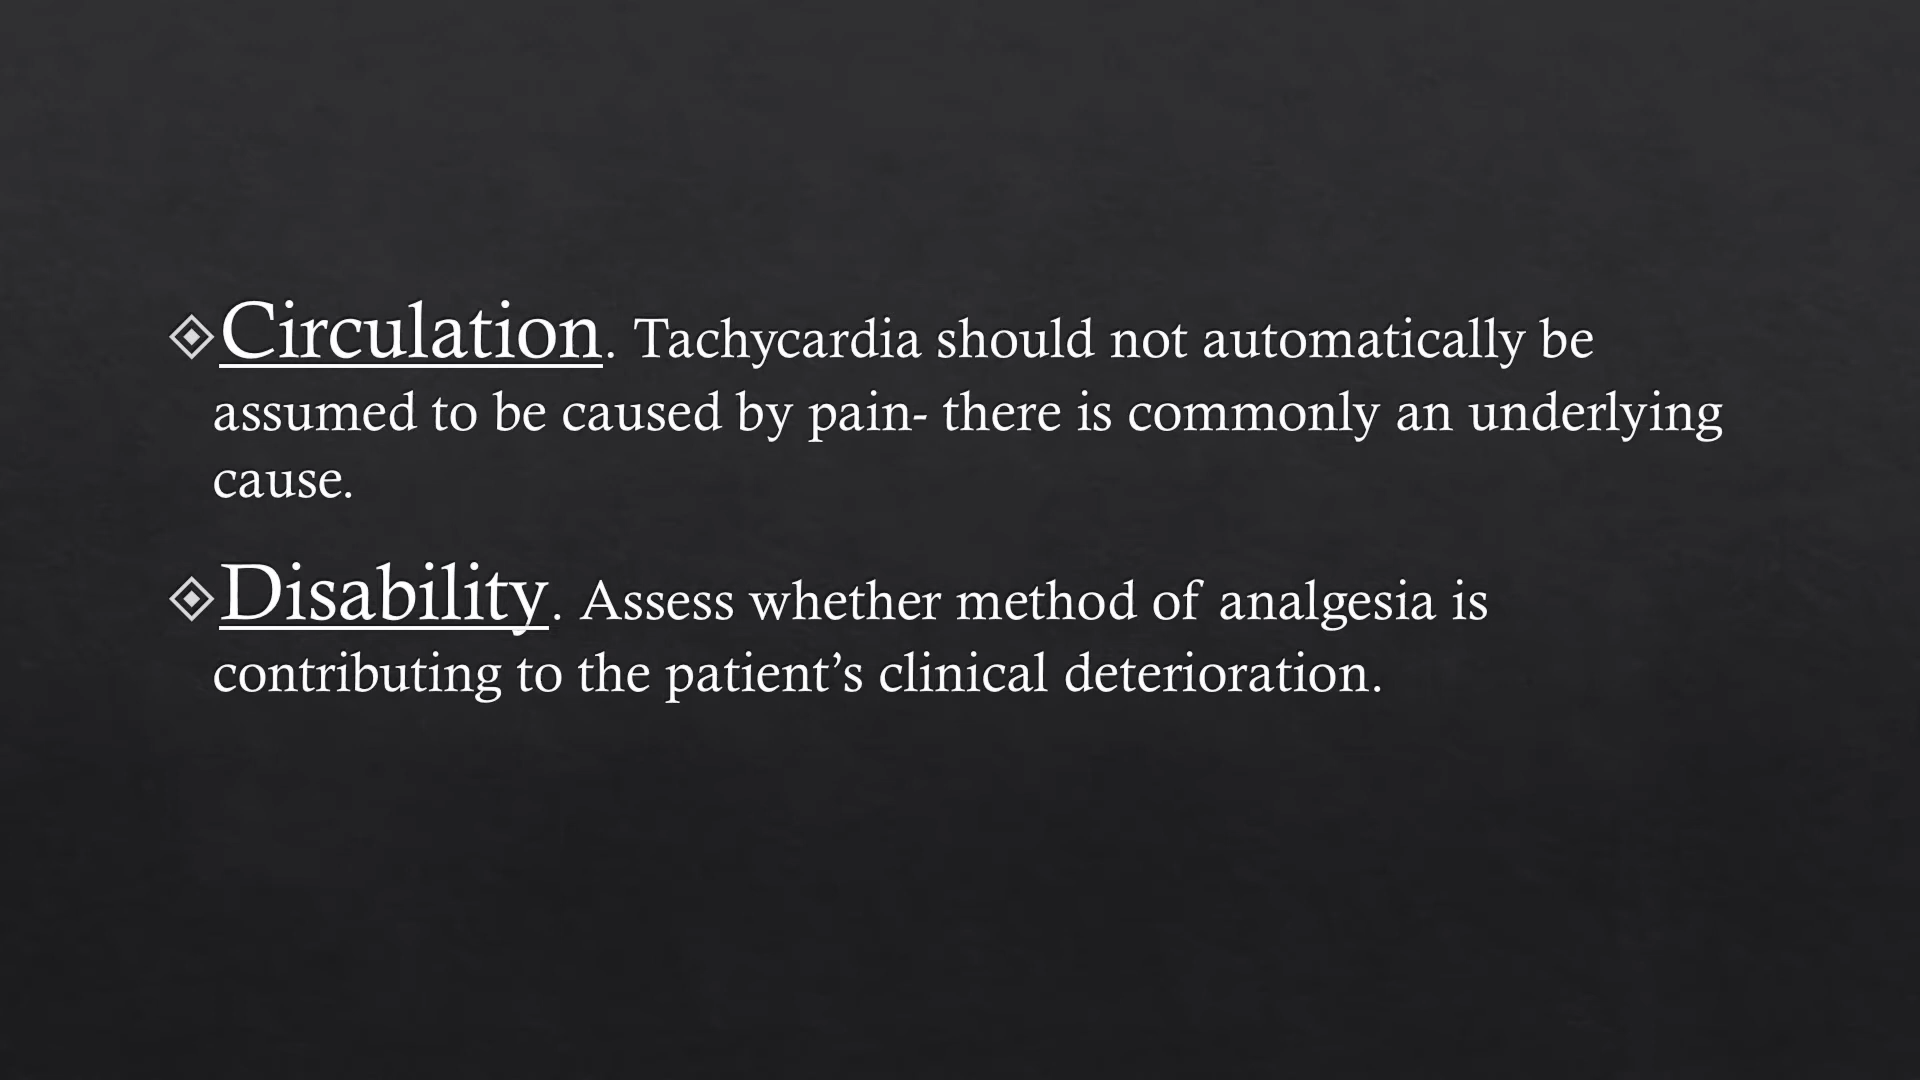 Circulation. Tachycardia should not automatically be
assumed to be caused by pain- there is commonly an underlying
cause.
Disability. Assess whether method of analgesia is
contributing to the patient’s clinical deterioration.